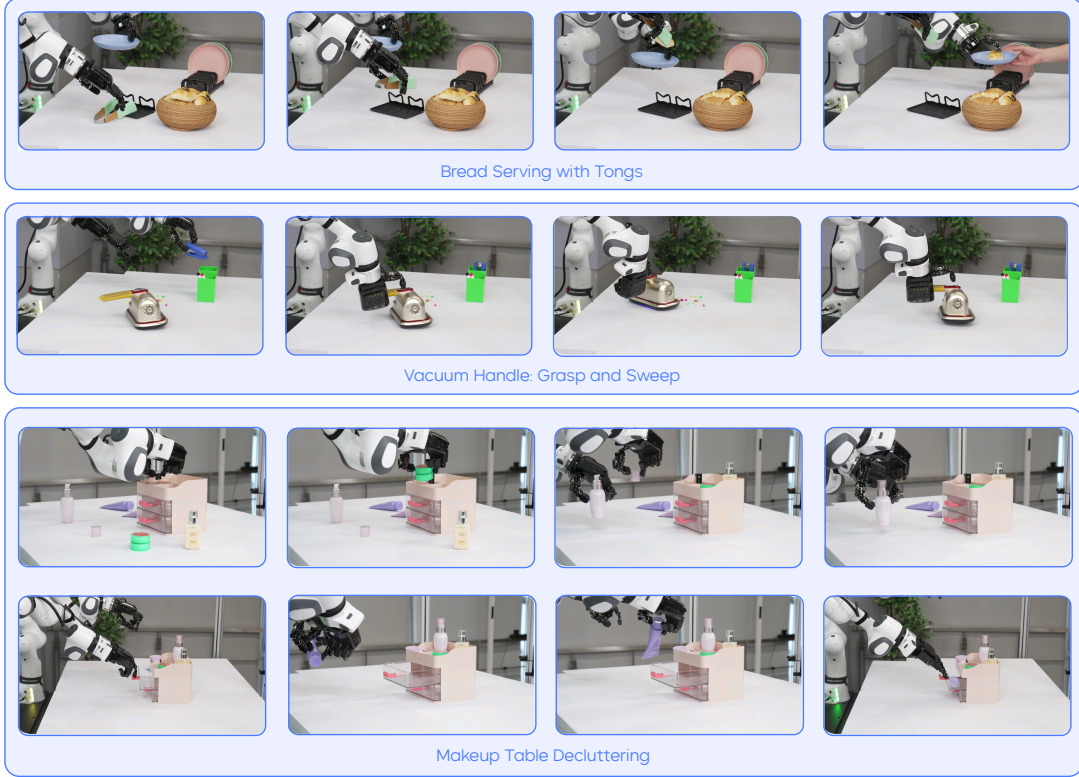 Bread Serving with Tongs
Vacuum Handle: Grasp and Sweep
Makeup Table Decluttering